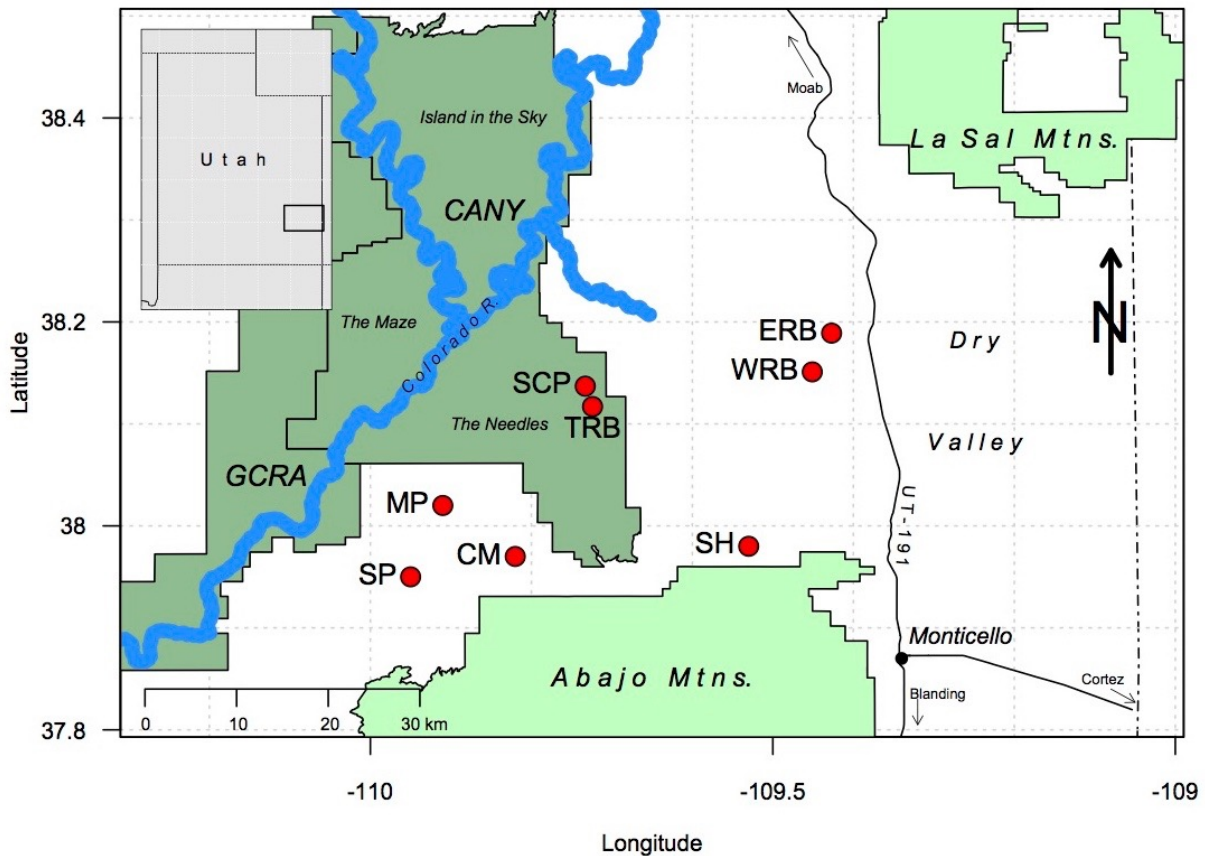 38.4
38.2
38
37.8
Latitude
-110
-109.5
-109
Longitude
Utah
Island in the Sky
CANY
The Maze
Colorado R.
The Needles
GCRA
Moab
La Sal Mtns.
N
ERB
WRB
SCP
TRB
Dry
Valley
MP
CM
SP
SH
UT-191
Monticello
Abajo Mtns.
Blanding
Cortez
0 10 20 30 km